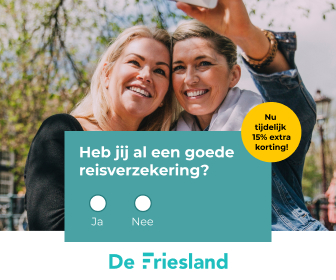 Nu
tijdelijk
15% extra
korting!
Heb jij al een goede
reisverzekering?
Ja
Nee
De Friesland